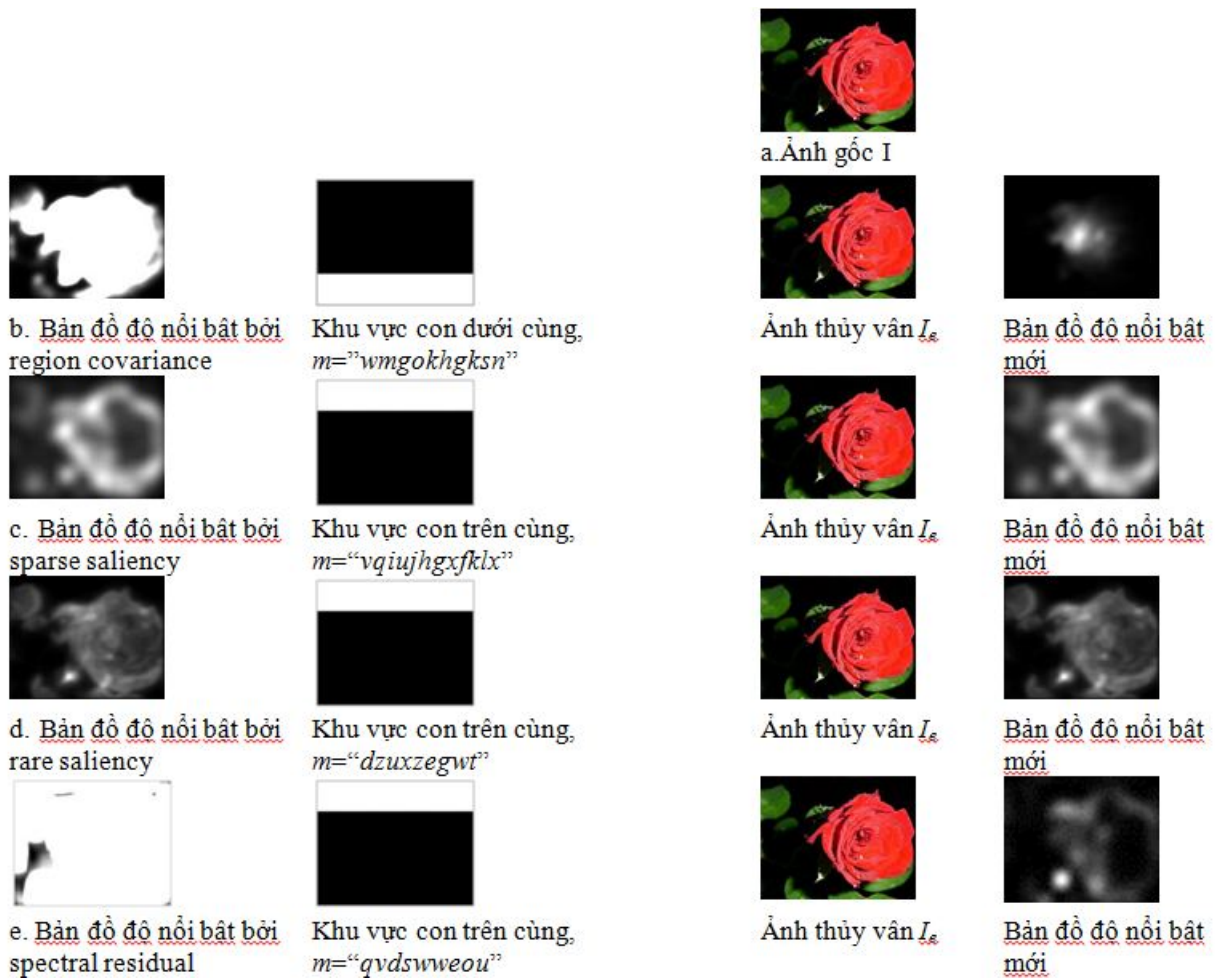 a.Ảnh gốc I
b. Bản đồ độ nổi bật bởi
region covariance
Khu vực con dưới cùng,
m=”wmgokhgksn”
Ảnh thủy vân Iₑ
Bản đồ độ nổi bật
mới
c. Bản đồ độ nổi bật bởi
sparse saliency
Khu vực con trên cùng,
m=“vqiujhgxfklx”
Ảnh thủy vân Iₑ
Bản đồ độ nổi bật
mới
d. Bản đồ độ nổi bật bởi
rare saliency
Khu vực con trên cùng,
m=“dzuxzegwt”
Ảnh thủy vân Iₑ
Bản đồ độ nổi bật
mới
e. Bản đồ độ nổi bật bởi
spectral residual
Khu vực con trên cùng,
m=“qvdswweou”
Ảnh thủy vân Iₑ
Bản đồ độ nổi bật
mới